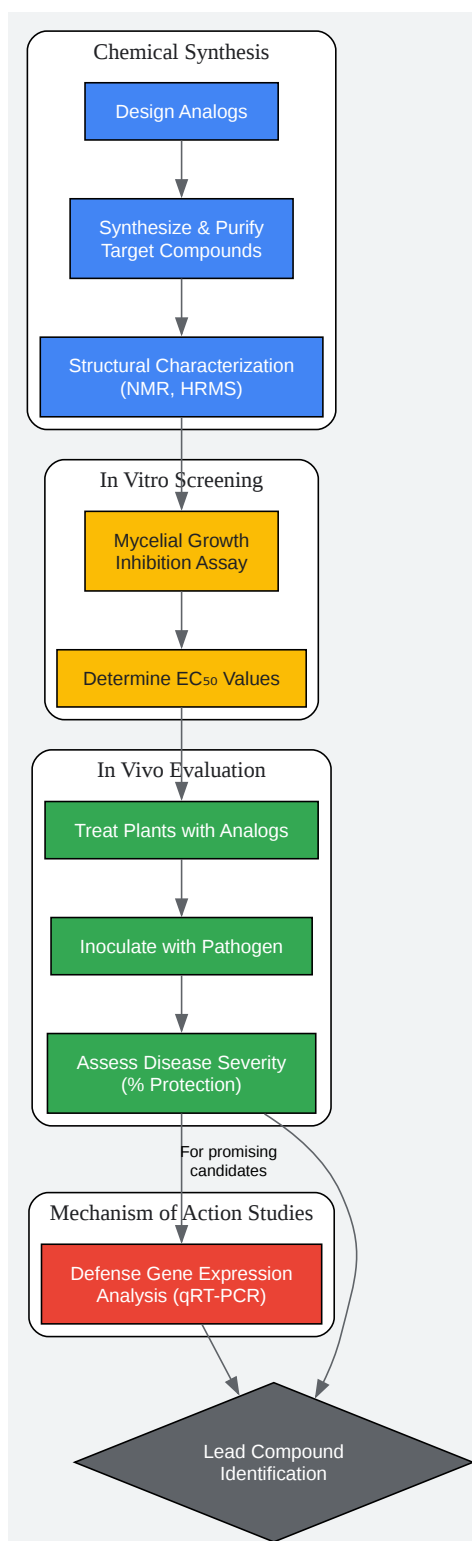 Chemical Synthesis
Design Analogs
Synthesize & Purify
Target Compounds
Structural Characterization
(NMR, HRMS)
In Vitro Screening
Mycelial Growth
Inhibition Assay
Determine EC₅₀ Values
In Vivo Evaluation
Treat Plants with Analogs
Inoculate with Pathogen
Assess Disease Severity
(% Protection)
For promising
candidates
Mechanism of Action Studies
Defense Gene Expression
Analysis (qRT-PCR)
Lead Compound
Identification